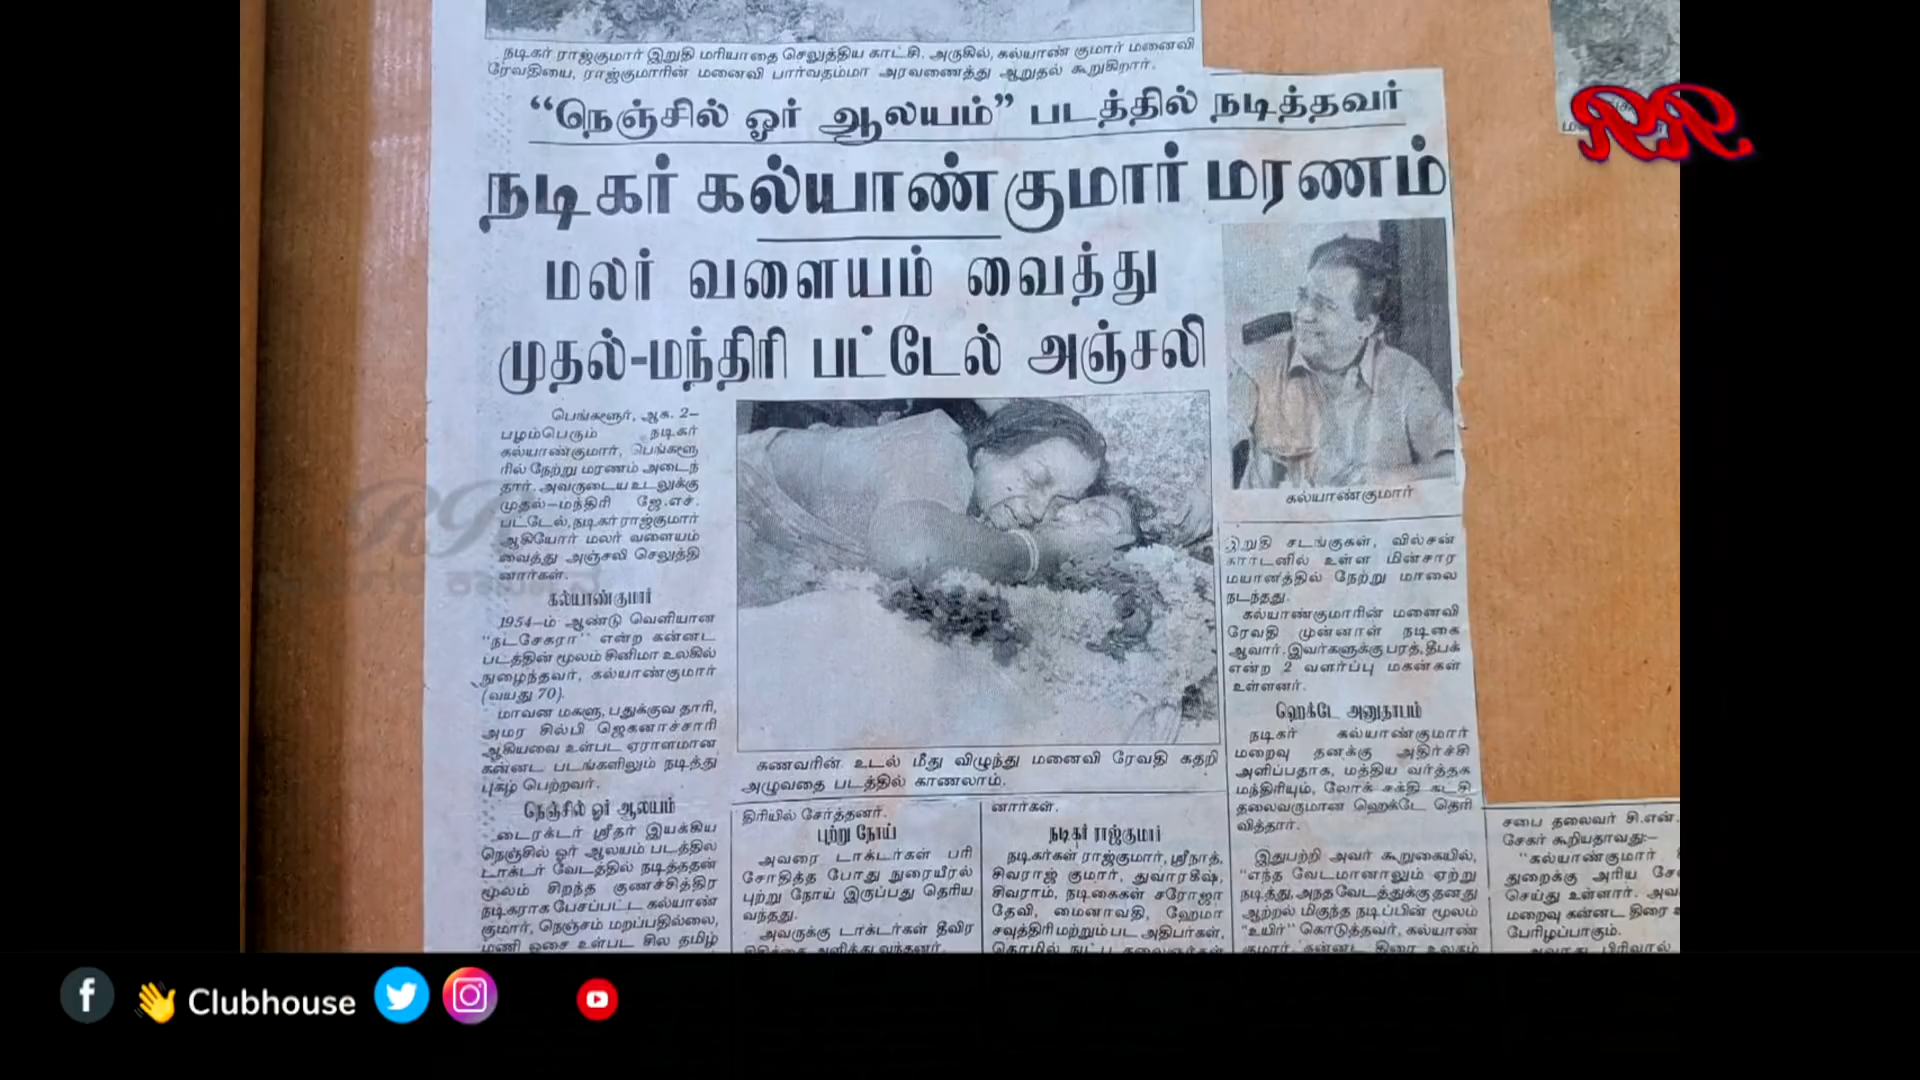 நடிகர் ராஜ்குமார் இறுதி மரியாதை செலுத்திய காட்சி. அருகில், கல்யாண் குமார் மனைவி
ரேவதியை, ராஜ்குமாரின் மனைவி பார்வதம்மா அரவணைத்து ஆறுதல் கூறுகிறார்.
“நெஞ்சில் ஓர் ஆலயம்” படத்தில் நடித்தவர்
நடிகர் கல்யாண்குமார் மரணம்
மலர் வளையம் வைத்து
முதல்-மந்திரி பட்டேல் அஞ்சலி
பெங்களூர், ஆக. 2–
பழம்பெரும் நடிகர்
கல்யாண்குமார், பெங்களூ
ரில் நேற்று மரணம் அடைந்
தார். அவருடைய உடலுக்கு
முதல்–மந்திரி ஜே.எச்.
பட்டேல், நடிகர் ராஜ்குமார்
ஆகியோர் மலர் வளையம்
வைத்து அஞ்சலி செலுத்தி
னார்கள்.
கல்யாண்குமார்
1954–ம் ஆண்டு வெளியான
“நடசேகரா” என்ற கன்னட
படத்தின் மூலம் சினிமா உலகில்
நுழைந்தவர், கல்யாண்குமார்
(வயது 70).
மாவன மகளு, பதுக்குவ தாரி,
அமர சில்பி ஜெகனாச்சாரி
ஆகியவை உள்பட ஏராளமான
கன்னட படங்களிலும் நடித்து
புகழ் பெற்றவர்.
நெஞ்சில் ஓர் ஆலயம்
டைரக்டர் ஸ்ரீதர் இயக்கிய
நெஞ்சில் ஓர் ஆலயம் படத்தில்
டாக்டர் வேடத்தில் நடித்ததன்
மூலம் சிறந்த குணச்சித்திர
நடிகராக பேசப்பட்ட கல்யாண்
குமார், நெஞ்சம் மறப்பதில்லை,
மணி ஓசை உள்பட சில தமிழ்
கணவரின் உடல் மீது விழுந்து மனைவி ரேவதி கதறி
அழுவதை படத்தில் காணலாம்.
திரியில் சேர்த்தனர்.
புற்று நோய்
அவரை டாக்டர்கள் பரி
சோதித்த போது நுரையீரல்
புற்று நோய் இருப்பது தெரிய
வந்தது.
அவருக்கு டாக்டர்கள் தீவிர
சிகிச்சை அளித்து வந்தனர்.
னார்கள்.
நடிகர் ராஜ்குமார்
நடிகர்கள் ராஜ்குமார், ஸ்ரீநாத்,
சிவராஜ் குமார், துவாரகீஷ்,
சிவராம், நடிகைகள் சரோஜா
தேவி, மைனாவதி, ஹேமா
சவுத்திரி மற்றும் பட அதிபர்கள்,
கல்யாண்குமார்
இறுதி சடங்குகள், வில்சன்
கார்டனில் உள்ள மின்சார
மயானத்தில் நேற்று மாலை
நடந்தது.
கல்யாண்குமாரின் மனைவி
ரேவதி முன்னாள் நடிகை
ஆவார். இவர்களுக்கு பரத், தீபக்
என்ற 2 வளர்ப்பு மகன்கள்
உள்ளனர்.
ஹெக்டே அனுதாபம்
நடிகர் கல்யாண்குமார்
மறைவு தனக்கு அதிர்ச்சி
அளிப்பதாக, மத்திய வர்த்தக
மந்திரியும், லோக் சக்தி கட்சி
தலைவருமான ஹெக்டே தெரி
வித்தார்.
இதுபற்றி அவர் கூறுகையில்,
“எந்த வேடமானாலும் ஏற்று
நடித்து, அந்த வேடத்துக்கு தனது
ஆற்றல் மிகுந்த நடிப்பின் மூலம்
“உயிர்” கொடுத்தவர், கல்யாண்
குமார். கன்னட திரை உலகம்
சபை தலைவர் சி.என்.
சேகர் கூறியதாவது:–
“கல்யாண்குமார்
துறைக்கு அரிய
செய்து உள்ளார்.
மறைவு கன்னட திரை
பேரிழப்பாகும்.
RR
Clubhouse